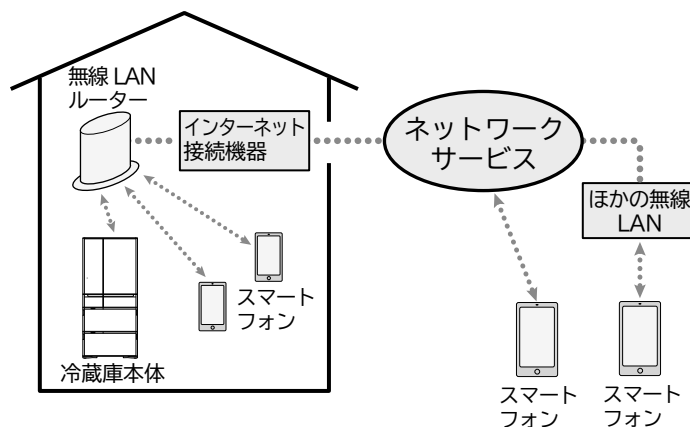 無線 LAN
ルーター
インターネット
接続機器
ネットワーク
サービス
ほかの無線
LAN
スマート
フォン
冷蔵庫本体
スマート
フォン
スマート
フォン